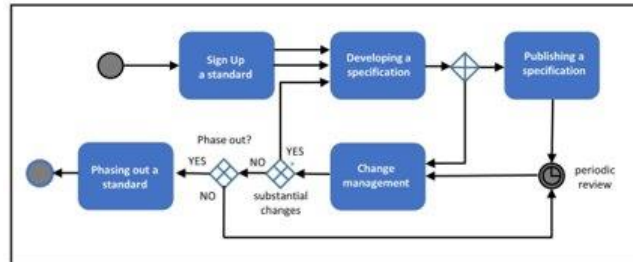 Sign Up
a standard
Developing a
specification
Publishing a
specification
Phase out?
YES
NO
YES
Phasing out a
standard
NO
substantial
changes
Change
management
periodic
review